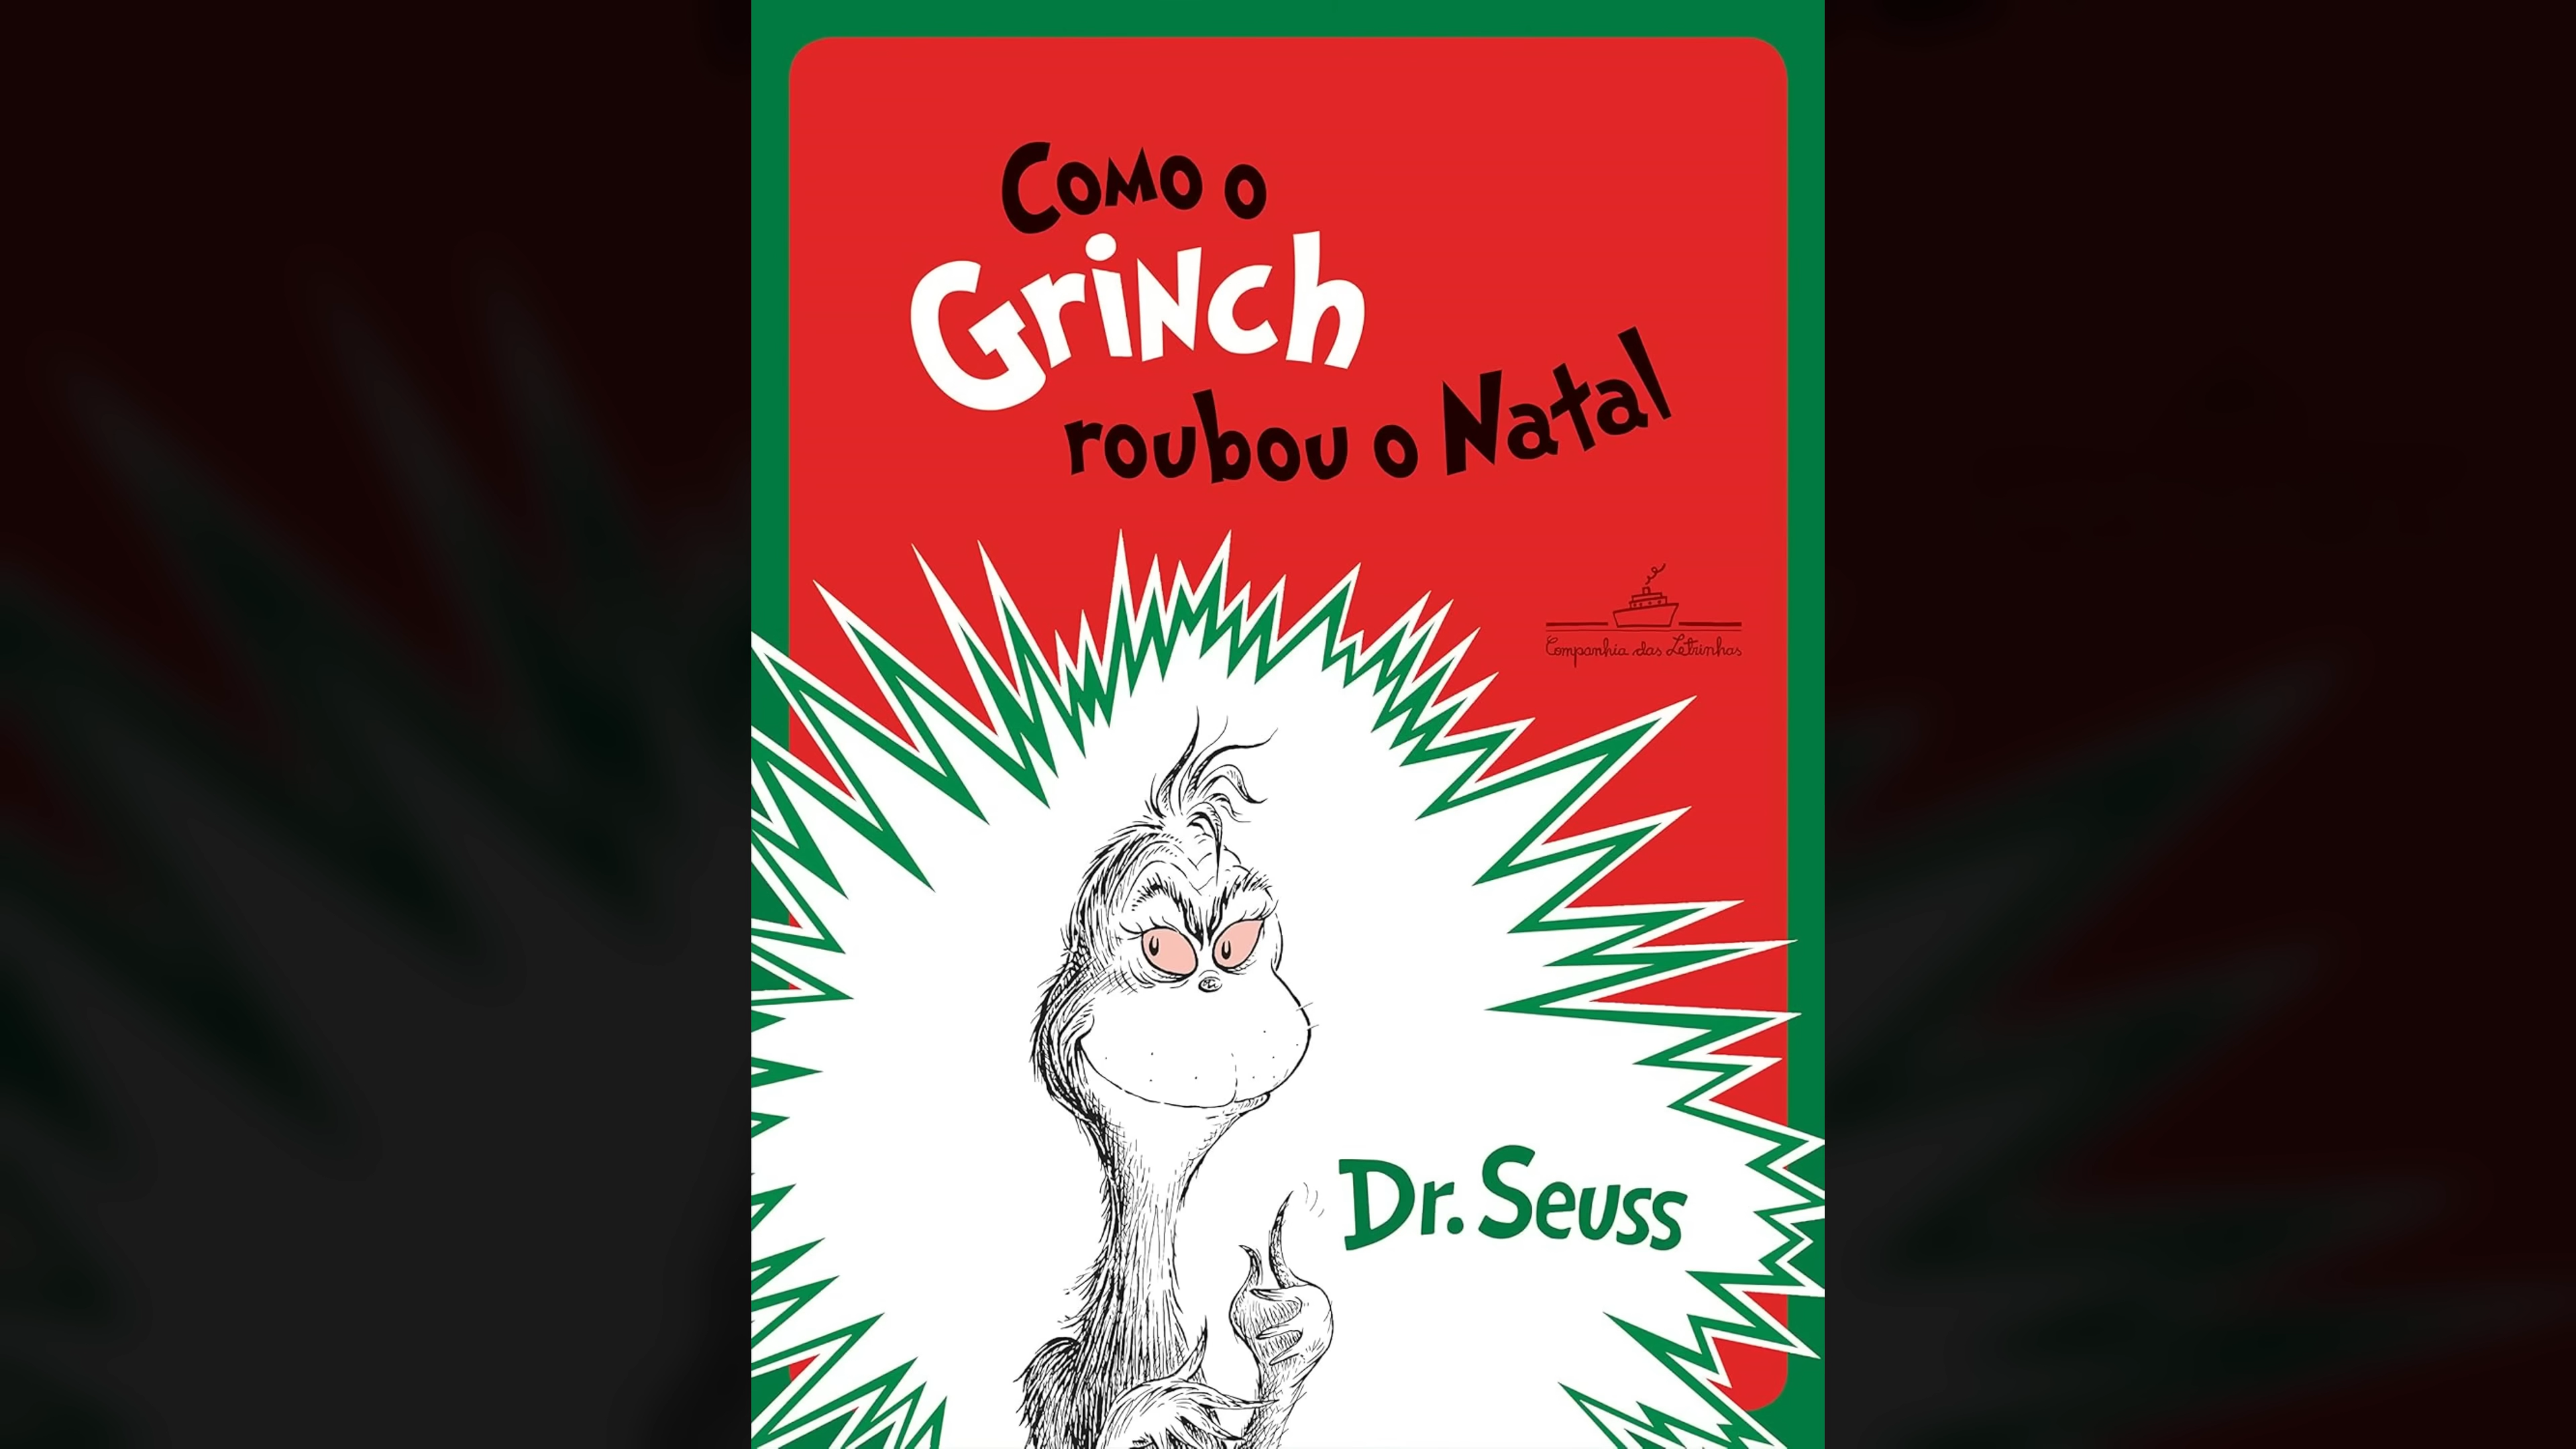 Como o
Grinch
roubou o Natal
Companhia das Letrinhas
Dr. Seuss